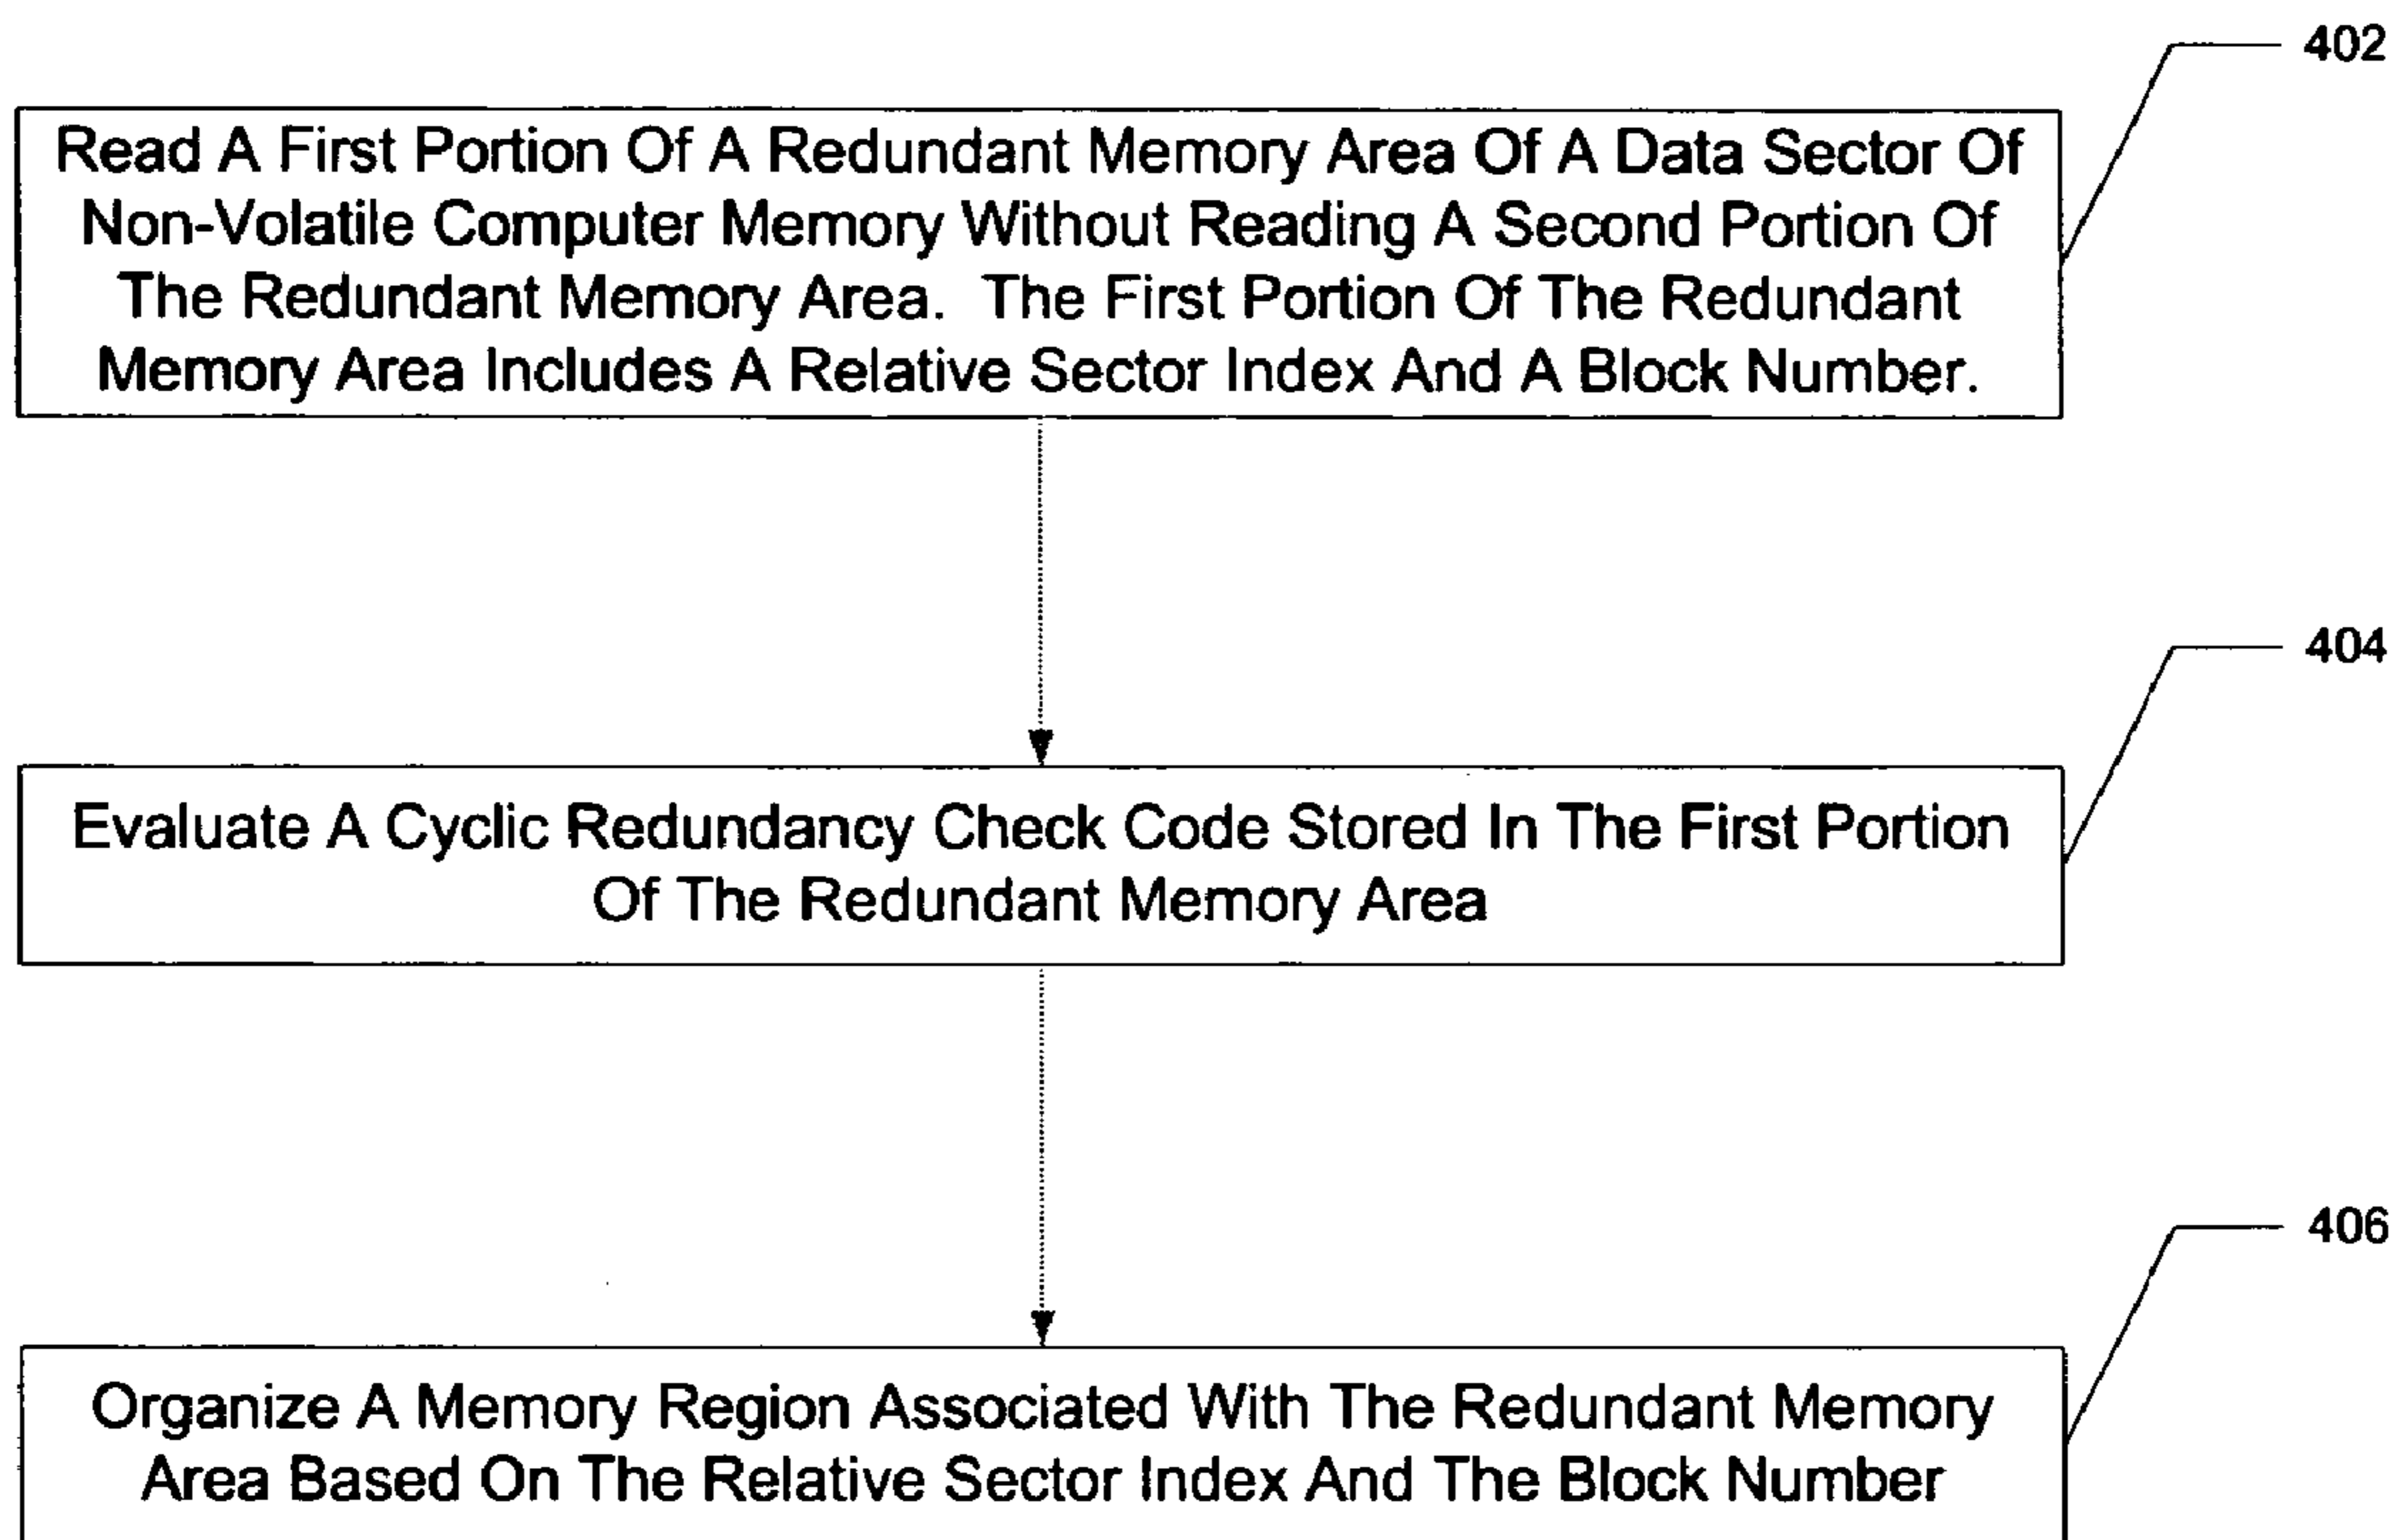 402
Read A First Portion Of A Redundant Memory Area Of A Data Sector Of
Non-Volatile Computer Memory Without Reading A Second Portion Of
The Redundant Memory Area. The First Portion Of The Redundant
Memory Area Includes A Relative Sector Index And A Block Number.
404
Evaluate A Cyclic Redundancy Check Code Stored In The First Portion
Of The Redundant Memory Area
406
Organize A Memory Region Associated With The Redundant Memory
Area Based On The Relative Sector Index And The Block Number